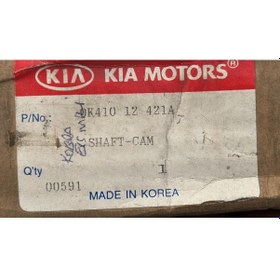 KIA KIA MOTORS®
P/No.: 0K410 12 421A
SHAFT-CAM
Q'ty 1
00591
MADE IN KOREA